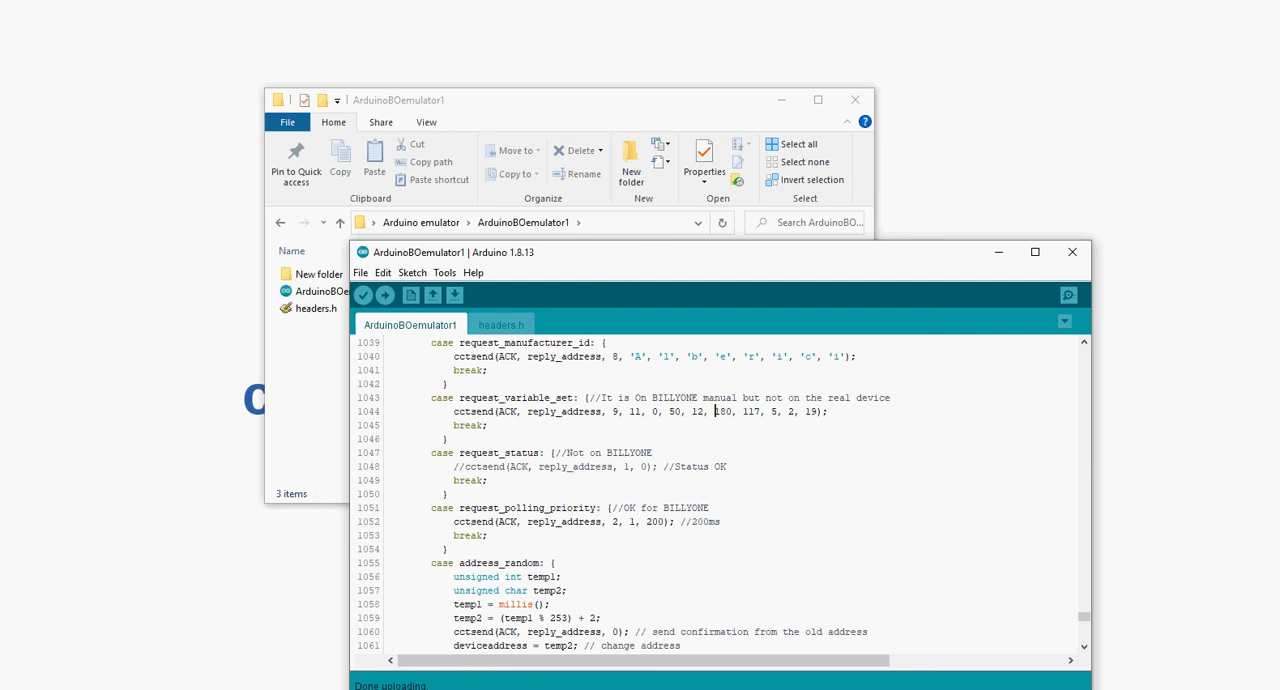 ArduinoBOemulator1
File Home Share View
Pin to Quick access
Copy
Paste
Cut
Copy path
Paste shortcut
Clipboard
Move to
Copy to
Delete
Rename
Organize
New folder
New
Properties
Open
Select all
Select none
Invert selection
Select
Arduino emulator > ArduinoBOemulator1 >
Search ArduinoBO...
Name
New folder
ArduinoBOe
headers.h
3 items
ArduinoBOemulator1 | Arduino 1.8.13
File Edit Sketch Tools Help
ArduinoBOemulator1 headers.h
1039 case request_manufacturer_id: {
1040 cctsend(ACK, reply_address, 8, 'A', 'l', 'b', 'e', 'r', 'i', 'c', 'i');
1041 break;
1042 }
1043 case request_variable_set: {//It is On BILLYONE manual but not on the real device
1044 cctsend(ACK, reply_address, 9, 11, 0, 50, 12, 180, 117, 5, 2, 19);
1045 break;
1046 }
1047 case request_status: {//Not on BILLYONE
1048 //cctsend(ACK, reply_address, 1, 0); //Status OK
1049 break;
1050 }
1051 case request_polling_priority: {//OK for BILLYONE
1052 cctsend(ACK, reply_address, 2, 1, 200); //200ms
1053 break;
1054 }
1055 case address_random: {
1056 unsigned int temp1;
1057 unsigned char temp2;
1058 temp1 = millis();
1059 temp2 = (temp1 % 253) + 2;
1060 cctsend(ACK, reply_address, 0); // send confirmation from the old address
1061 deviceaddress = temp2; // change address
Done uploading.